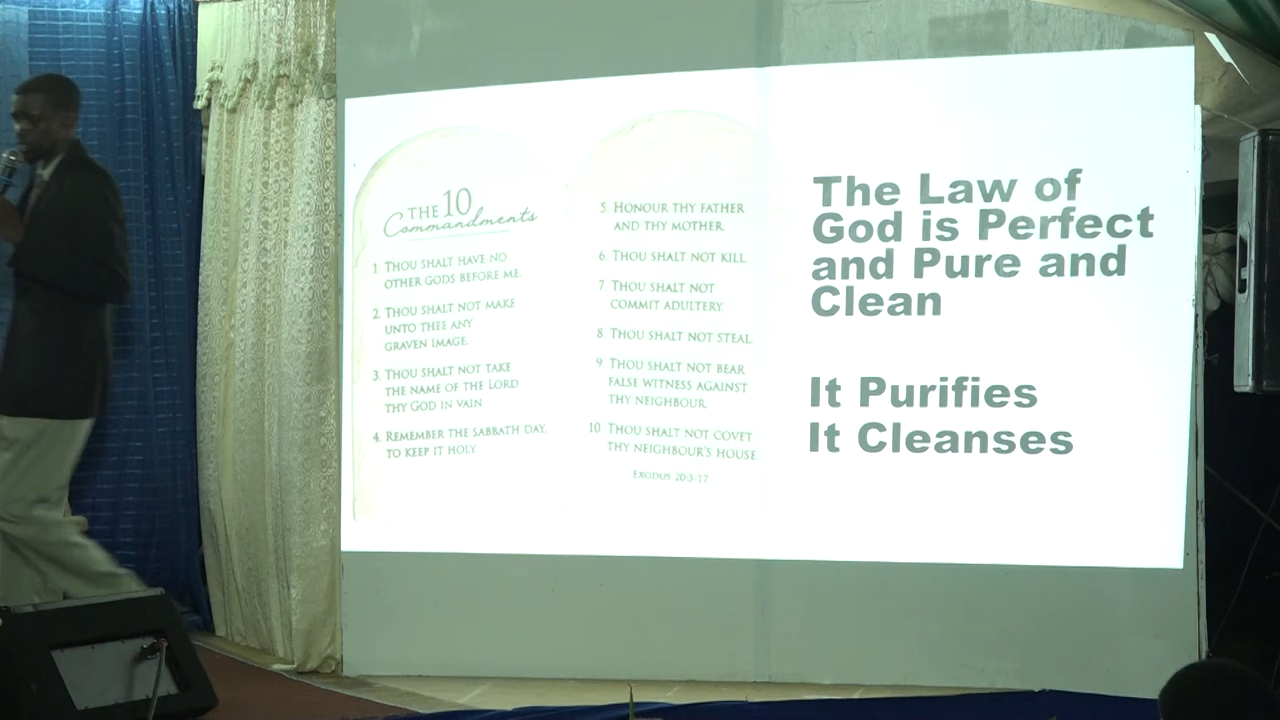 THE 10
Commandments
1. THOU SHALT HAVE NO
OTHER GODS BEFORE ME.
2. THOU SHALT NOT MAKE
UNTO THEE ANY
GRAVEN IMAGE.
3. THOU SHALT NOT TAKE
THE NAME OF THE LORD
THY GOD IN VAIN
4. REMEMBER THE SABBATH DAY,
TO KEEP IT HOLY.
5. HONOUR THY FATHER
AND THY MOTHER.
6 THOU SHALT NOT KILL.
7 THOU SHALT NOT
COMMIT ADULTERY.
8 THOU SHALT NOT STEAL.
9 THOU SHALT NOT BEAR
FALSE WITNESS AGAINST
THY NEIGHBOUR
10 THOU SHALT NOT COVET
THY NEIGHBOUR'S HOUSE
EXODUS 20:3-17
The Law of
God is Perfect
and Pure and
Clean
It Purifies
It Cleanses